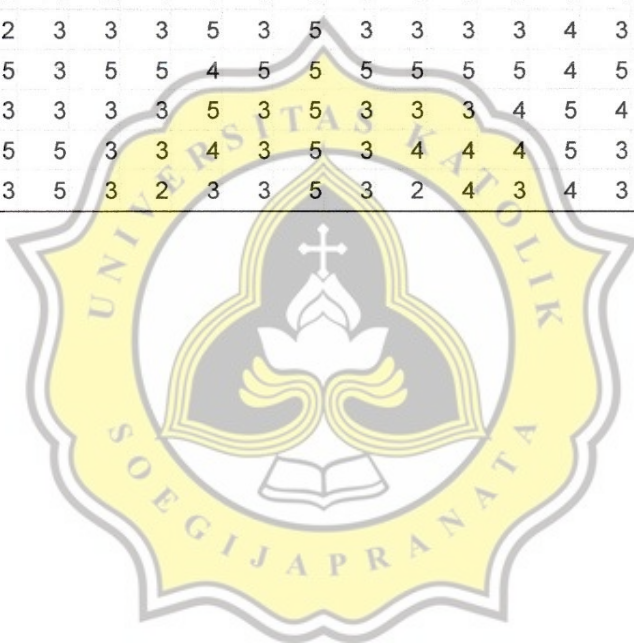 2 3 3 3 5 3 5 3 3 3 3 4 3
5 3 5 5 4 5 5 5 5 5 5 4 5
3 3 3 3 5 3 5 3 3 3 4 5 4
5 5 3 3 4 3 5 3 4 4 4 5 3
3 5 3 2 3 3 5 3 2 4 3 4 3
UNIVERSITAS KATOLIK
SOEGIJAPRANATA